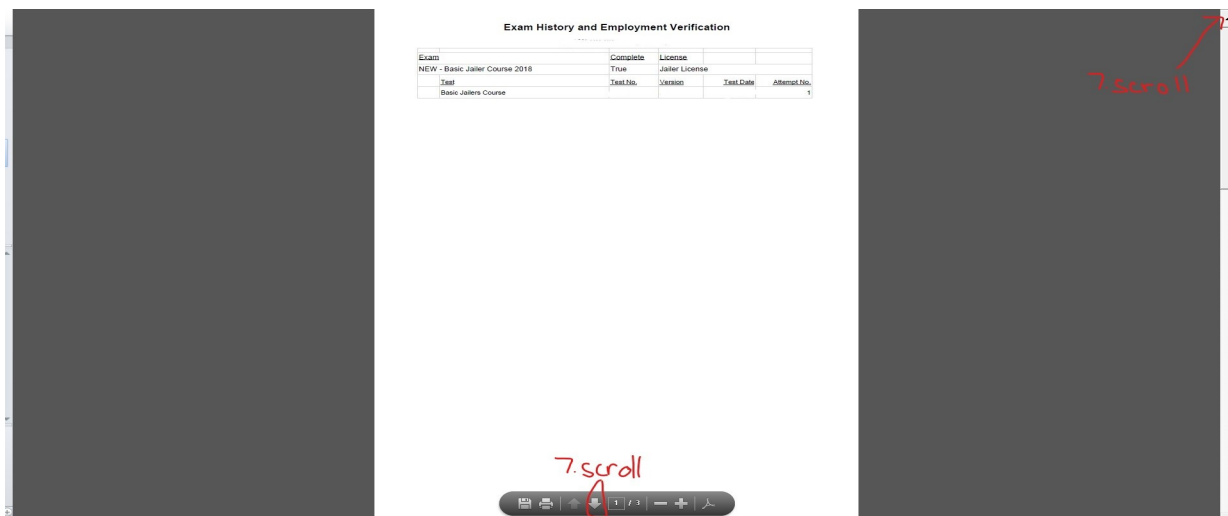 Exam History and Employment Verification
Exam Complete License
NEW - Basic Jailer Course 2018 True Jailer License
Test Test No. Version Test Date Attempt No.
Basic Jailers Course 1
7.scroll
7.scroll
1 / 3